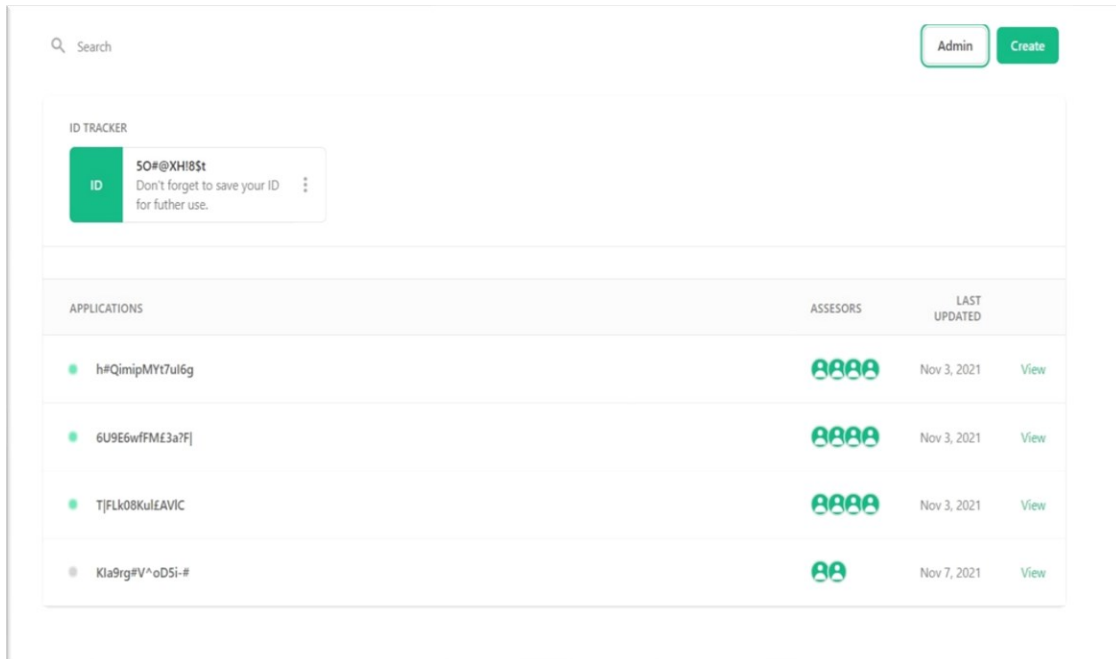 Search
Admin
Create
ID TRACKER
ID
5O#@XH!8$t
Don't forget to save your ID
for futher use.
APPLICATIONS
ASSESORS
LAST
UPDATED
h#QimipMYt7uI6g
Nov 3, 2021
View
6U9E6wfFM£3a?F|
Nov 3, 2021
View
T|FLk08Kul£AVlC
Nov 3, 2021
View
Kla9rg#V^oD5i-#
Nov 7, 2021
View